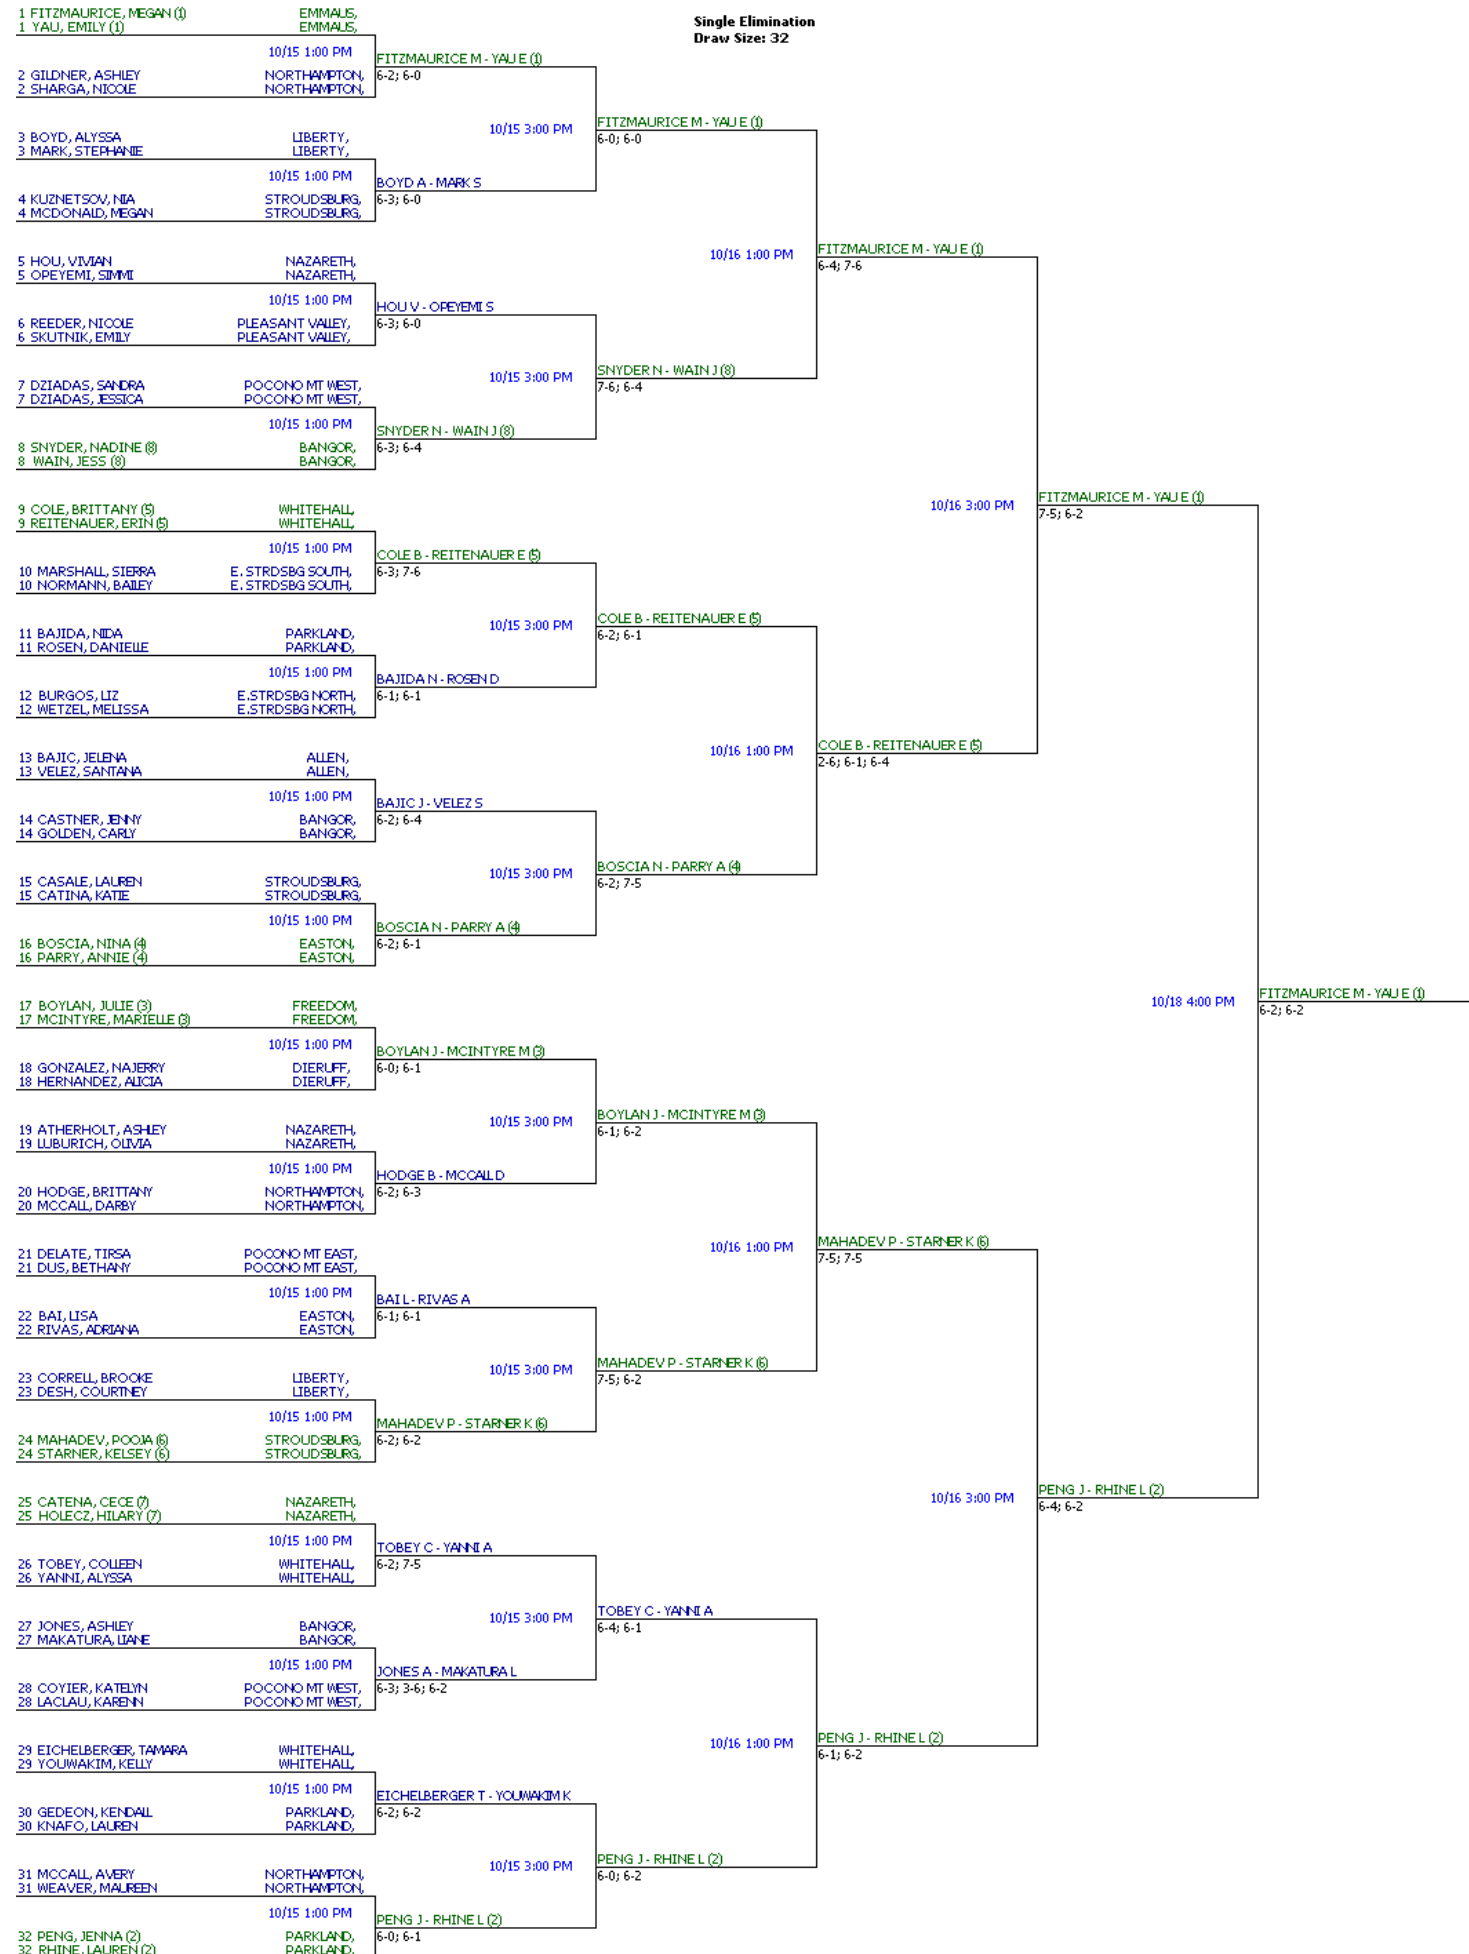 Single Elimination
Draw Size: 32
1 FITZMAURICE, MEGAN (1) EMMAUS,
1 YAU, EMILY (1) EMMAUS,
10/15 1:00 PM
FITZMAURICE M - YAU E (1)
6-2; 6-0
2 GILDNER, ASHLEY NORTHAMPTON,
2 SHARGA, NICOLE NORTHAMPTON,
10/15 3:00 PM
FITZMAURICE M - YAU E (1)
6-0; 6-0
3 BOYD, ALYSSA LIBERTY,
3 MARK, STEPHANIE LIBERTY,
10/15 1:00 PM
BOYD A - MARK S
6-3; 6-0
4 KUZNETSOV, NIA STROUDSBURG,
4 MCDONALD, MEGAN STROUDSBURG,
10/16 1:00 PM
FITZMAURICE M - YAU E (1)
6-4; 7-6
5 HOU, VIVIAN NAZARETH,
5 OPEYEMI, SIMMI NAZARETH,
10/15 1:00 PM
HOU V - OPEYEMI S
6-3; 6-0
6 REEDER, NICOLE PLEASANT VALLEY,
6 SKUTNIK, EMILY PLEASANT VALLEY,
10/15 3:00 PM
SNYDER N - WAIN J (8)
7-6; 6-4
7 DZIADAS, SANDRA POCONO MT WEST,
7 DZIADAS, JESSICA POCONO MT WEST,
10/15 1:00 PM
SNYDER N - WAIN J (8)
6-3; 6-4
8 SNYDER, NADINE (8) BANGOR,
8 WAIN, JESS (8) BANGOR,
10/16 3:00 PM
FITZMAURICE M - YAU E (1)
7-5; 6-2
9 COLE, BRITTANY (5) WHITEHALL,
9 REITENAUER, ERIN (5) WHITEHALL,
10/15 1:00 PM
COLE B - REITENAUER E (5)
6-3; 7-6
10 MARSHALL, SIERRA E. STRDSBG SOUTH,
10 NORMANN, BAILEY E. STRDSBG SOUTH,
10/15 3:00 PM
COLE B - REITENAUER E (5)
6-2; 6-1
11 BAJIDA, NIDA PARKLAND,
11 ROSEN, DANIELLE PARKLAND,
10/15 1:00 PM
BAJIDA N - ROSEN D
6-1; 6-1
12 BURGOS, LIZ E.STRDSBG NORTH,
12 WETZEL, MELISSA E.STRDSBG NORTH,
10/16 1:00 PM
COLE B - REITENAUER E (5)
2-6; 6-1; 6-4
13 BAJIC, JELENA ALLEN,
13 VELEZ, SANTANA ALLEN,
10/15 1:00 PM
BAJIC J - VELEZ S
6-2; 6-4
14 CASTNER, JENNY BANGOR,
14 GOLDEN, CARLY BANGOR,
10/15 3:00 PM
BOSCIA N - PARRY A (4)
6-2; 7-5
15 CASALE, LAUREN STROUDSBURG,
15 CATINA, KATIE STROUDSBURG,
10/15 1:00 PM
BOSCIA N - PARRY A (4)
6-2; 6-1
16 BOSCIA, NINA (4) EASTON,
16 PARRY, ANNIE (4) EASTON,
10/18 4:00 PM
FITZMAURICE M - YAU E (1)
6-2; 6-2
17 BOYLAN, JULIE (3) FREEDOM,
17 MCINTYRE, MARIELLE (3) FREEDOM,
10/15 1:00 PM
BOYLAN J - MCINTYRE M (3)
6-0; 6-1
18 GONZALEZ, NAJERRY DIERUFF,
18 HERNANDEZ, ALICIA DIERUFF,
10/15 3:00 PM
BOYLAN J - MCINTYRE M (3)
6-1; 6-2
19 ATHERHOLT, ASHLEY NAZARETH,
19 LUBURICH, OLIVIA NAZARETH,
10/15 1:00 PM
HODGE B - MCCALL D
6-2; 6-3
20 HODGE, BRITTANY NORTHAMPTON,
20 MCCALL, DARBY NORTHAMPTON,
10/16 1:00 PM
MAHADEV P - STARNER K (6)
7-5; 7-5
21 DELATE, TIRSA POCONO MT EAST,
21 DUS, BETHANY POCONO MT EAST,
10/15 1:00 PM
BAI L - RIVAS A
6-1; 6-1
22 BAI, LISA EASTON,
22 RIVAS, ADRIANA EASTON,
10/15 3:00 PM
MAHADEV P - STARNER K (6)
7-5; 6-2
23 CORRELL, BROOKE LIBERTY,
23 DESH, COURTNEY LIBERTY,
10/15 1:00 PM
MAHADEV P - STARNER K (6)
6-2; 6-2
24 MAHADEV, POOJA (6) STROUDSBURG,
24 STARNER, KELSEY (6) STROUDSBURG,
10/16 3:00 PM
PENG J - RHINE L (2)
6-4; 6-2
25 CATENA, CECE (7) NAZARETH,
25 HOLECZ, HILARY (7) NAZARETH,
10/15 1:00 PM
TOBEY C - YANNI A
6-2; 7-5
26 TOBEY, COLLEEN WHITEHALL,
26 YANNI, ALYSSA WHITEHALL,
10/15 3:00 PM
TOBEY C - YANNI A
6-4; 6-1
27 JONES, ASHLEY BANGOR,
27 MAKATURA, LIANE BANGOR,
10/15 1:00 PM
JONES A - MAKATURA L
6-3; 3-6; 6-2
28 COYIER, KATELYN POCONO MT WEST,
28 LACLAU, KARENN POCONO MT WEST,
10/16 1:00 PM
PENG J - RHINE L (2)
6-1; 6-2
29 EICHELBERGER, TAMARA WHITEHALL,
29 YOUWAKIM, KELLY WHITEHALL,
10/15 1:00 PM
EICHELBERGER T - YOUWAKIM K
6-2; 6-2
30 GEDEON, KENDALL PARKLAND,
30 KNAFO, LAUREN PARKLAND,
10/15 3:00 PM
PENG J - RHINE L (2)
6-0; 6-2
31 MCCALL, AVERY NORTHAMPTON,
31 WEAVER, MAUREEN NORTHAMPTON,
10/15 1:00 PM
PENG J - RHINE L (2)
6-0; 6-1
32 PENG, JENNA (2) PARKLAND,
32 RHINE, LAUREN (2) PARKLAND,